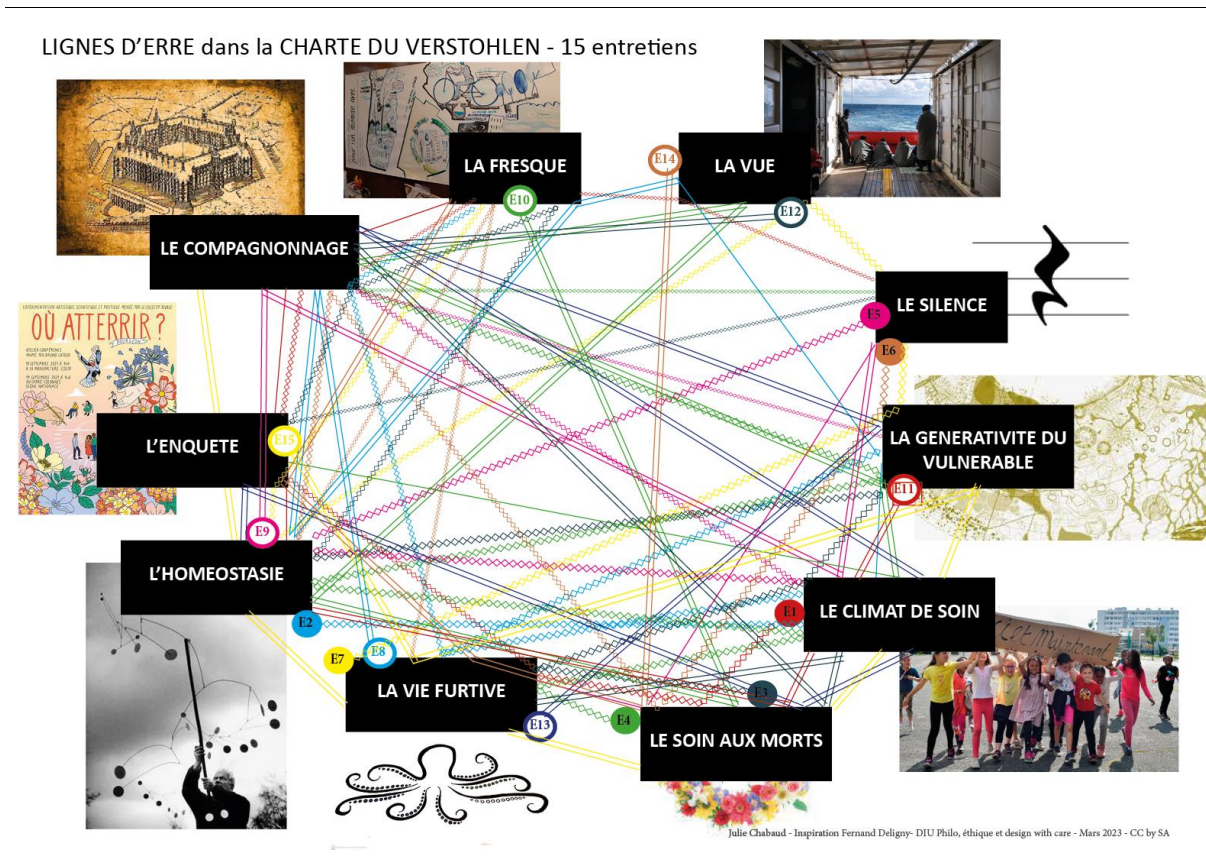 LIGNES D'ERRE dans la CHARTE DU VERSTOHLEN - 15 entretiens
LA FRESQUE
E14
LA VUE
E10
E12
LE COMPAGNONNAGE
LE SILENCE
E5
E6
OÙ ATTERRIR ?
L'ENQUETE
E15
LA GENERATIVITE DU
VULNERABLE
E11
E9
L'HOMEOSTASIE
E2
E1
LE CLIMAT DE SOIN
E7
E8
LA VIE FURTIVE
E3
E4
E13
LE SOIN AUX MORTS
Maintenant
Julie Chabaud - Inspiration Fernand Deligny- DIU Philo, éthique et design with care - Mars 2023 - CC by SA